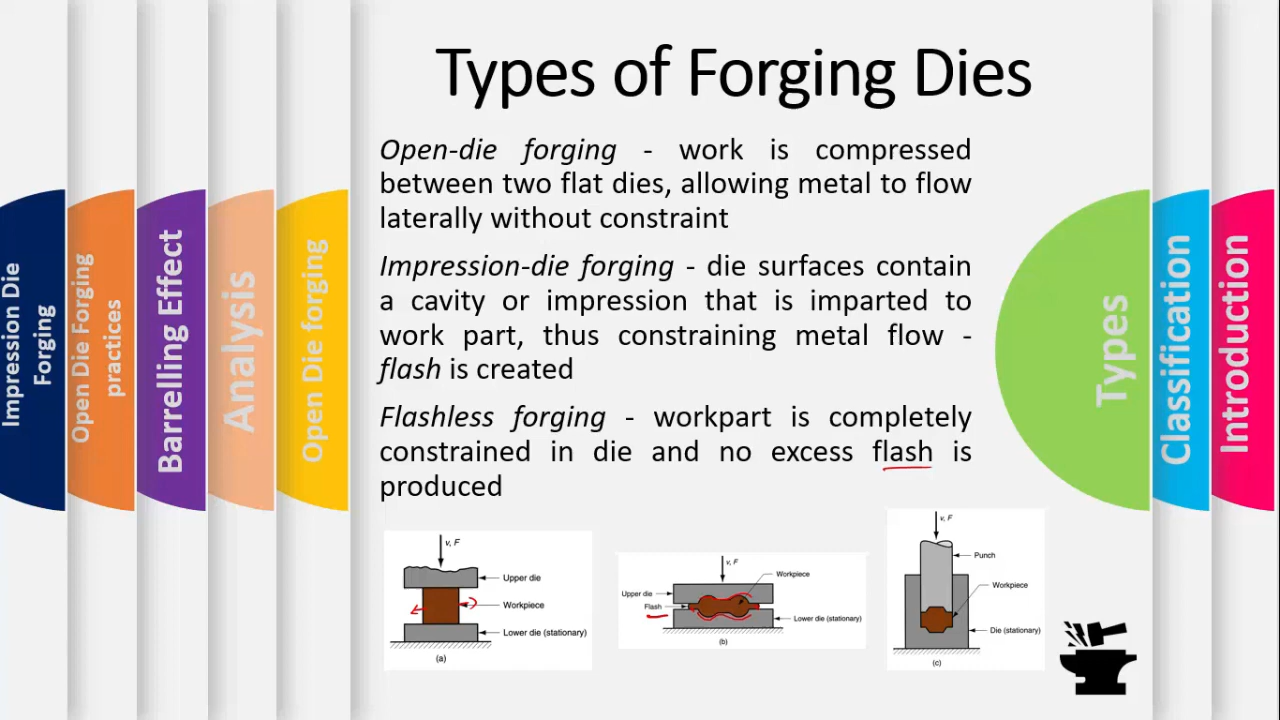 Types of Forging Dies
Open-die forging - work is compressed
between two flat dies, allowing metal to flow
laterally without constraint
Impression-die forging - die surfaces contain
a cavity or impression that is imparted to
work part, thus constraining metal flow -
flash is created
Flashless forging - workpart is completely
constrained in die and no excess flash is
produced
Impression Die
Forging
Open Die Forging
practices
Barrelling Effect
Analysis
Open Die forging
Types
Classification
Introduction
v, F
Upper die
Workpiece
Lower die (stationary)
(a)
v, F
Workpiece
Upper die
Flash
Lower die (stationary)
(b)
v, F
Punch
Workpiece
Die (stationary)
(c)